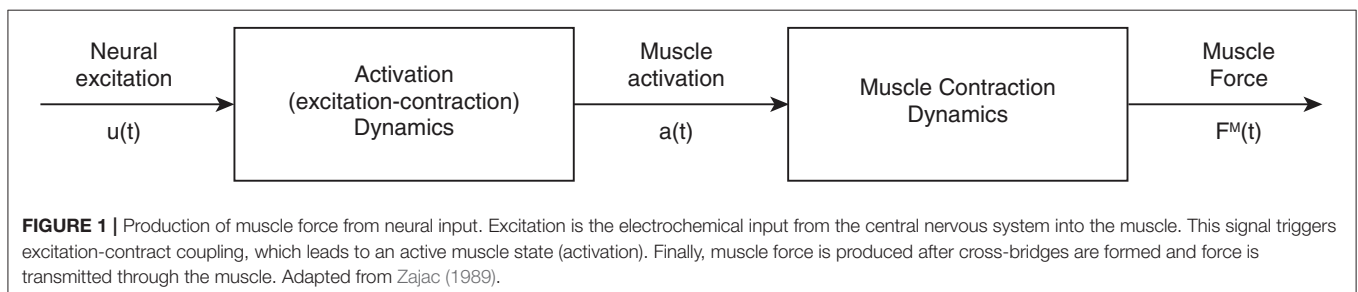 Neural
excitation
u(t)
Activation
(excitation-contraction)
Dynamics
Muscle
activation
a(t)
Muscle Contraction
Dynamics
Muscle
Force
Fᴹ(t)
FIGURE 1 | Production of muscle force from neural input. Excitation is the electrochemical input from the central nervous system into the muscle. This signal triggers
excitation-contract coupling, which leads to an active muscle state (activation). Finally, muscle force is produced after cross-bridges are formed and force is
transmitted through the muscle. Adapted from Zajac (1989).